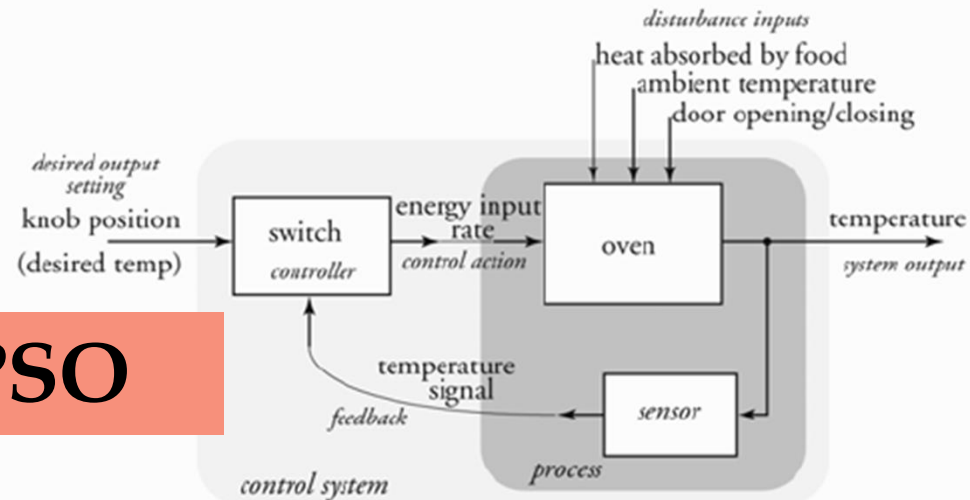 disturbance inputs
heat absorbed by food
ambient temperature
door opening/closing
desired output
setting
knob position
(desired temp)
switch
controller
energy input
rate
control action
oven
temperature
system output
temperature
signal
feedback
sensor
process
control system
SO